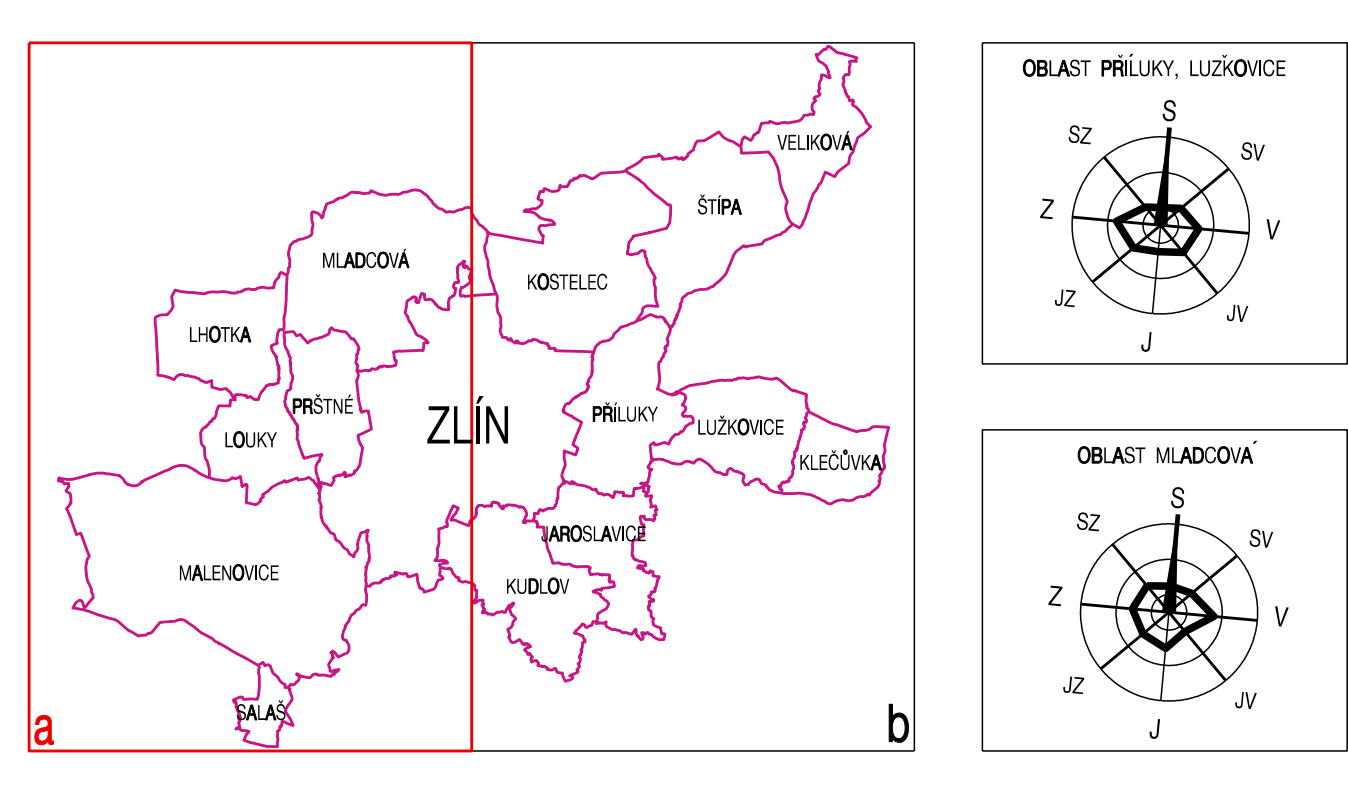 VELIKOVÁ
ŠTÍPA
MLADCOVÁ
KOSTELEC
LHOTKA
PRŠTNÉ
PŘÍLUKY
LOUKY
ZLÍN
LUŽKOVICE
KLEČŮVKA
JAROSLAVICE
MALENOVICE
KUDLOV
SALAŠ
a
b
OBLAST PŘÍLUKY, LUZŽKOVICE
S
SZ
SV
Z
V
JZ
JV
J
OBLAST MLADCOVÁ
S
SZ
SV
Z
V
JZ
JV
J